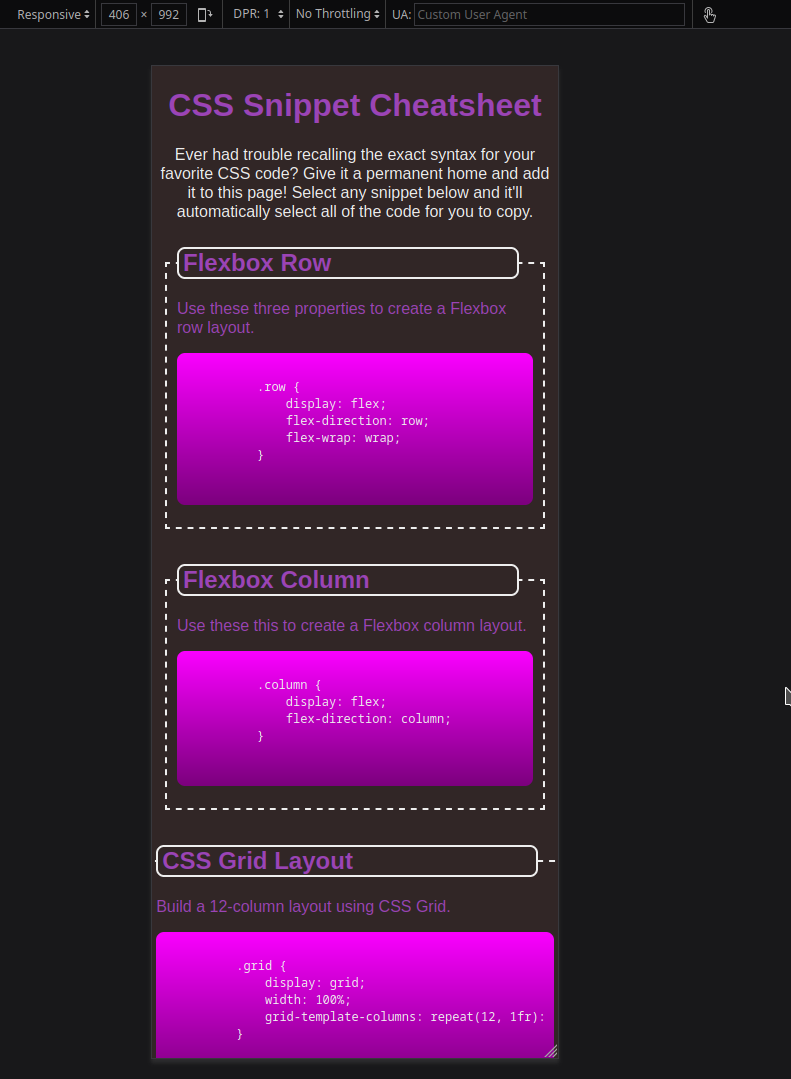 Responsive 406 × 992 DPR: 1 No Throttling UA: Custom User Agent
CSS Snippet Cheatsheet
Ever had trouble recalling the exact syntax for your
favorite CSS code? Give it a permanent home and add
it to this page! Select any snippet below and it'll
automatically select all of the code for you to copy.
Flexbox Row
Use these three properties to create a Flexbox
row layout.
.row {
display: flex;
flex-direction: row;
flex-wrap: wrap;
}
Flexbox Column
Use these this to create a Flexbox column layout.
.column {
display: flex;
flex-direction: column;
}
CSS Grid Layout
Build a 12-column layout using CSS Grid.
.grid {
display: grid;
width: 100%;
grid-template-columns: repeat(12, 1fr):
}